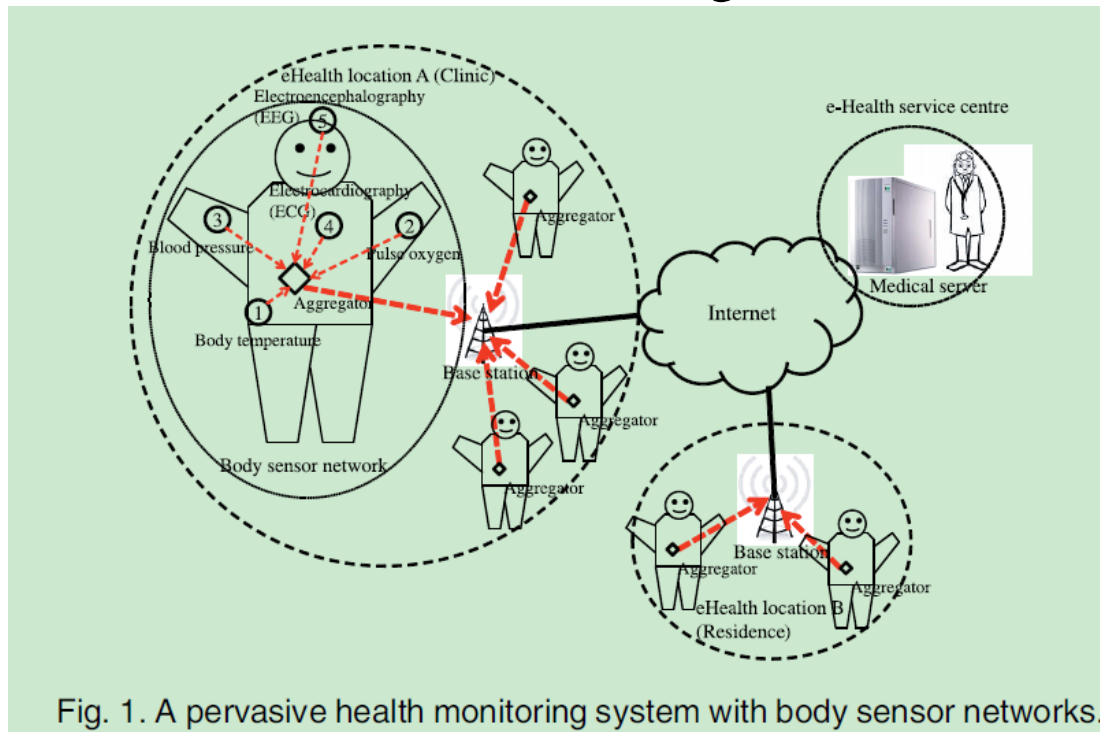 eHealth location A (Clinic)
Electroencephalography
(EEG)
5
Electrocardiography
(ECG)
3
4
2
Blood pressure
Pulse oxygen
1
Aggregator
Body temperature
Body sensor network
Aggregator
Base station
Aggregator
Aggregator
Internet
e-Health service centre
Medical server
Base station
Aggregator
Aggregator
eHealth location B
(Residence)
Fig. 1. A pervasive health monitoring system with body sensor networks.